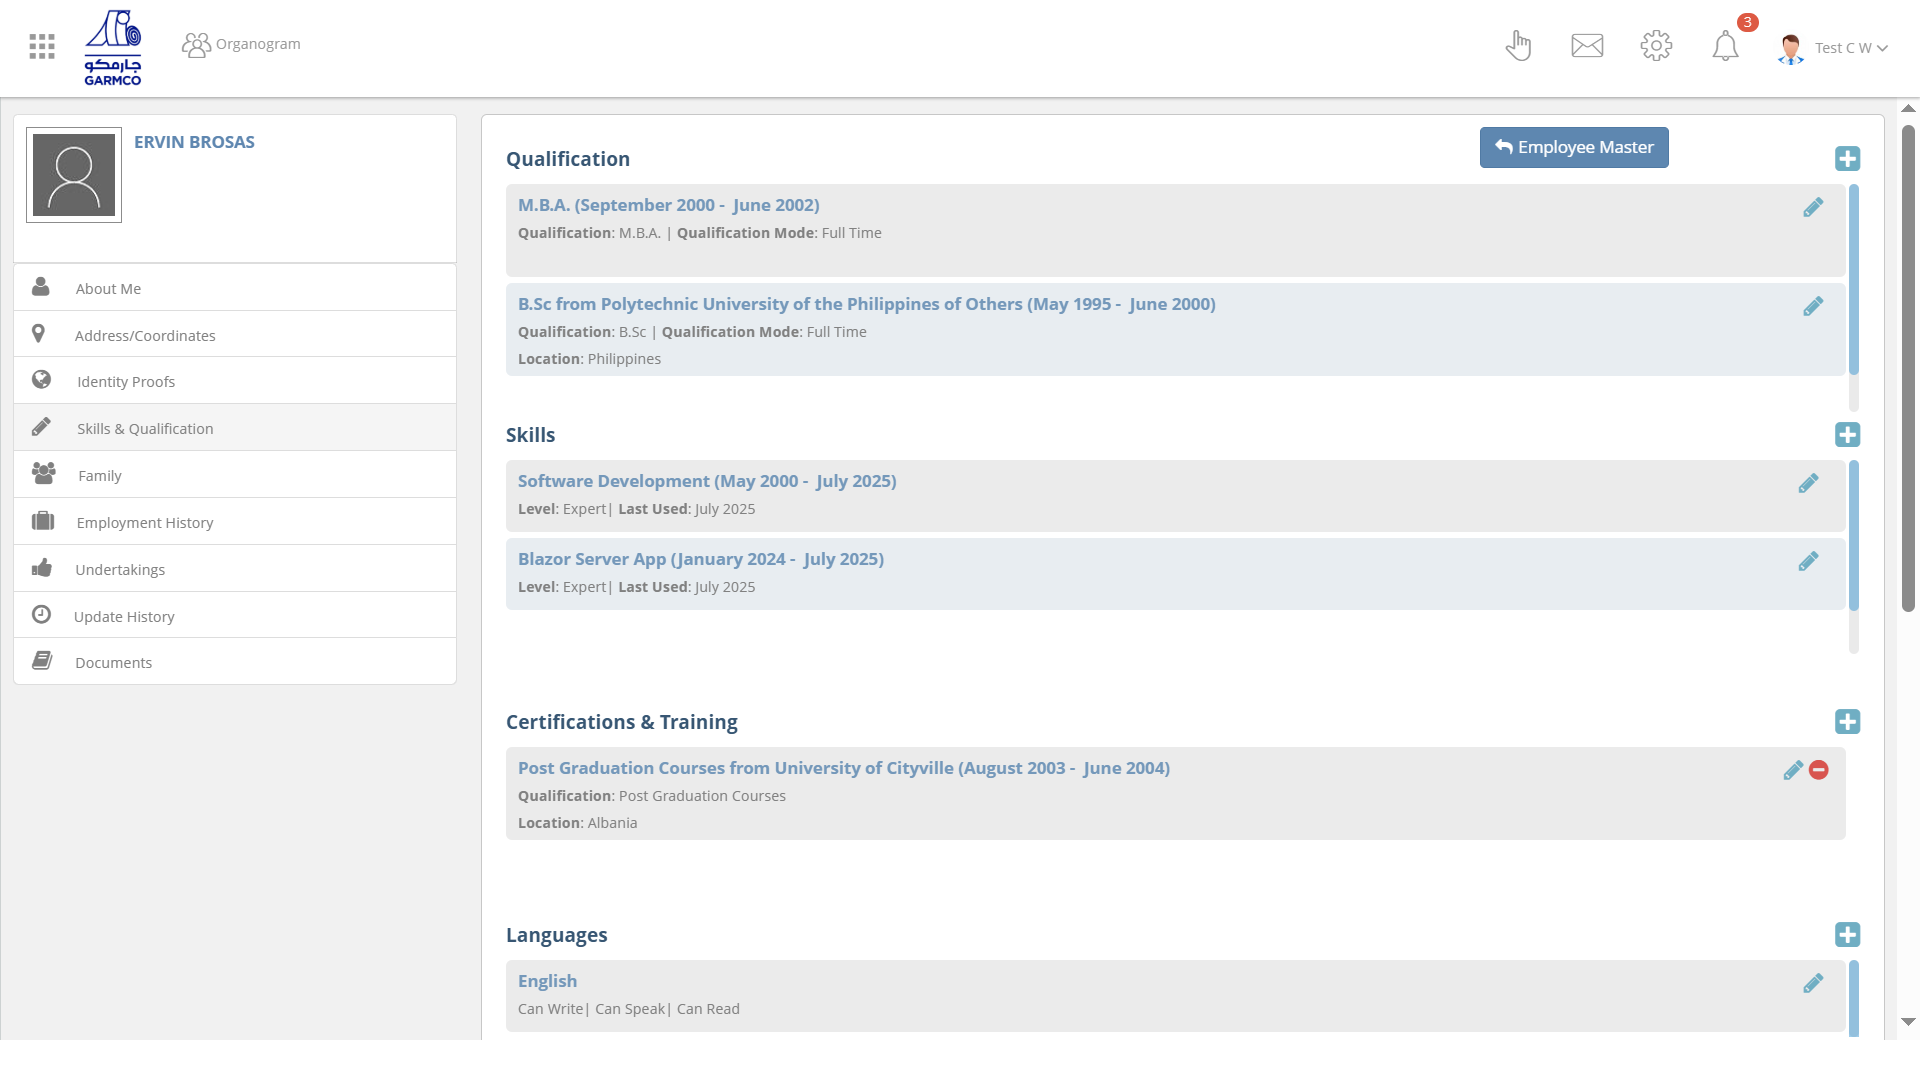 جارمكو
GARMCO
Organogram
3
Test C W
ERVIN BROSAS
About Me
Address/Coordinates
Identity Proofs
Skills & Qualification
Family
Employment History
Undertakings
Update History
Documents
Qualification
Employee Master
M.B.A. (September 2000 -  June 2002)
Qualification: M.B.A. | Qualification Mode: Full Time
B.Sc from Polytechnic University of the Philippines of Others (May 1995 -  June 2000)
Qualification: B.Sc | Qualification Mode: Full Time
Location: Philippines
Skills
Software Development (May 2000 -  July 2025)
Level: Expert| Last Used: July 2025
Blazor Server App (January 2024 -  July 2025)
Level: Expert| Last Used: July 2025
Certifications & Training
Post Graduation Courses from University of Cityville (August 2003 -  June 2004)
Qualification: Post Graduation Courses
Location: Albania
Languages
English
Can Write| Can Speak| Can Read